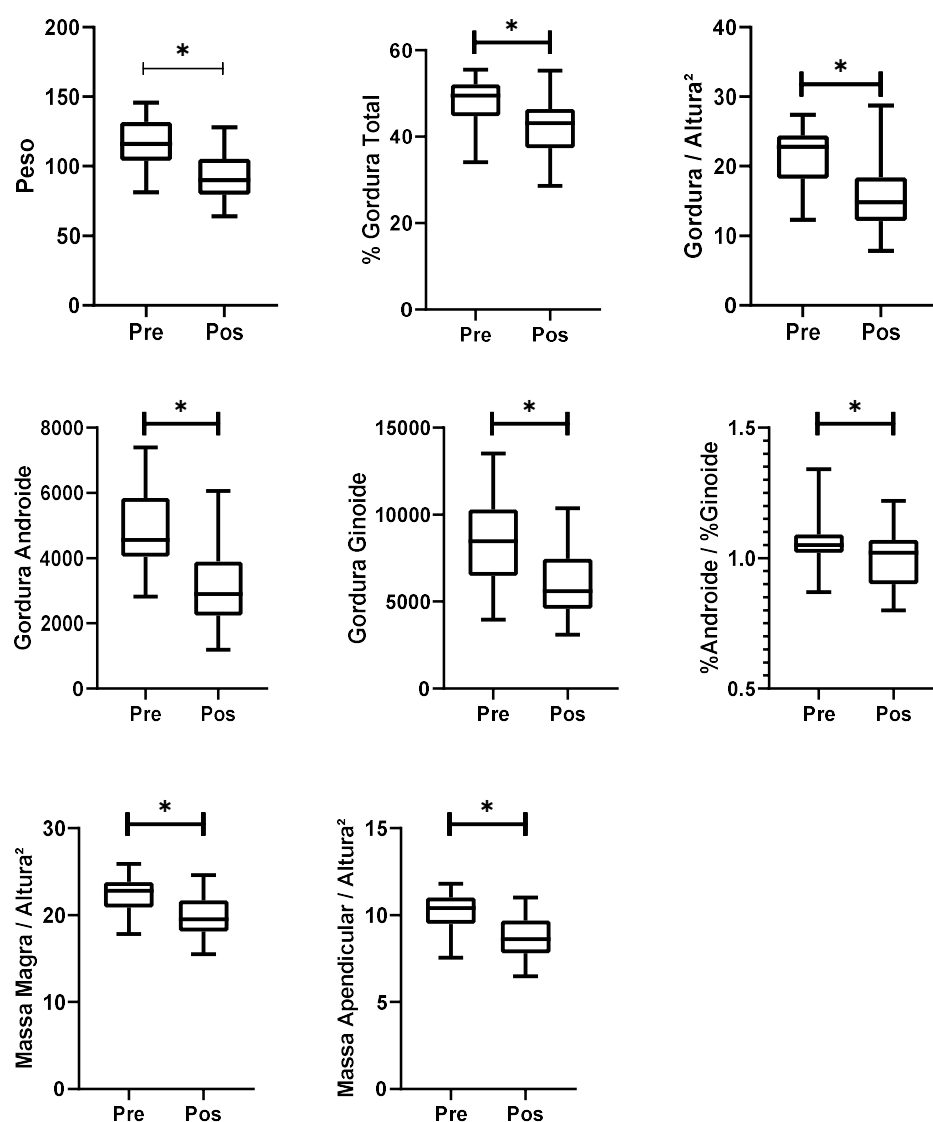 Peso
200
150
100
50
0
*
Pre Pos
% Gordura Total
60
40
20
0
*
Pre Pos
Gordura / Altura²
40
30
20
10
0
*
Pre Pos
Gordura Androide
8000
6000
4000
2000
0
*
Pre Pos
Gordura Ginoide
15000
10000
5000
0
*
Pre Pos
%Androide / %Ginoide
1.5
1.0
0.5
*
Pre Pos
Massa Magra / Altura²
30
20
10
0
*
Pre Pos
Massa Apendicular / Altura²
15
10
5
0
*
Pre Pos